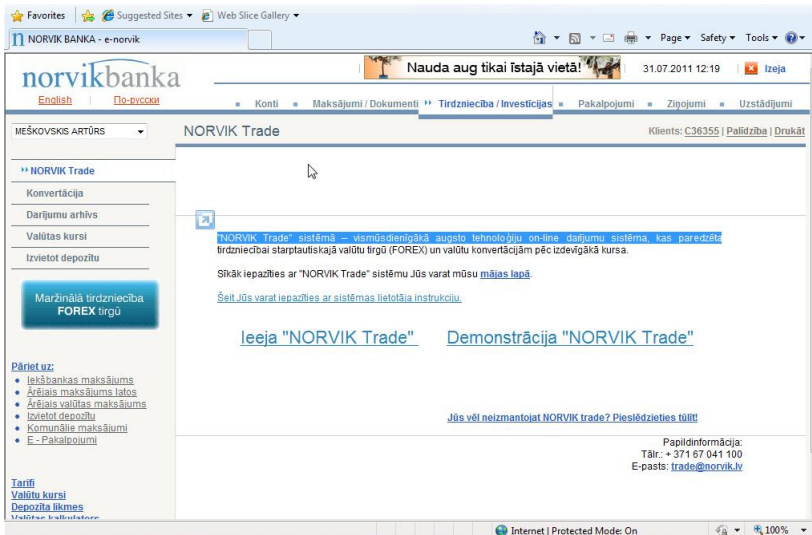 Favorites Suggested Sites Web Slice Gallery
NORVIK BANKA - e-norvik Page Safety Tools
norvikbanka Nauda aug tikai īstajā vietā! 31.07.2011 12:19 Izeja
English По-русски
Konti Maksājumi / Dokumenti Tirdzniecība / Investīcijas Pakalpojumi Ziņojumi Uzstādījumi
MEŠKOVSKIS ARTŪRS NORVIK Trade Klients: C36355 | Palīdzība | Drukāt
NORVIK Trade
Konvertācija
Darījumu arhīvs
Valūtas kursi
Izvietot depozītu
Maržinālā tirdzniecība
FOREX tirgū
"NORVIK Trade" sistēmā – vismūsdienīgākā augsto tehnoloģiju on-line darījumu sistēma, kas paredzēta
tirdzniecībai starptautiskajā valūtu tirgū (FOREX) un valūtu konvertācijām pēc izdevīgākā kursa.
Sīkāk iepazīties ar "NORVIK Trade" sistēmu Jūs varat mūsu mājas lapā.
Šeit Jūs varat iepazīties ar sistēmas lietotāja instrukciju.
Ieeja "NORVIK Trade" Demonstrācija "NORVIK Trade"
Jūs vēl neizmantojat NORVIK trade? Pieslēdzieties tūlīt!
Papildinformācija:
Tālr.: + 371 67 041 100
E-pasts: trade@norvik.lv
Pāriet uz:
Iekšbankas maksājums
Ārējais maksājums latos
Ārējais valūtas maksājums
Izvietot depozītu
Komunālie maksājumi
E - Pakalpojumi
Tarifi
Valūtu kursi
Depozīta likmes
Valūtas kalkulators
Internet | Protected Mode: On 100%